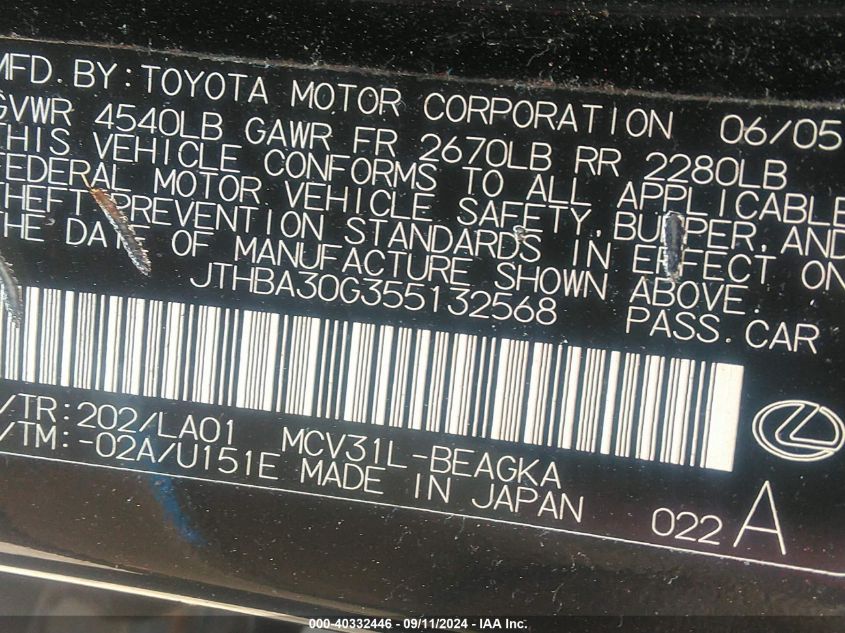 MFD. BY: TOYOTA MOTOR CORPORATION 06/05
GVWR 4540LB GAWR FR 2670LB RR 2280LB
THIS VEHICLE CONFORMS TO ALL APPLICABLE
FEDERAL MOTOR VEHICLE SAFETY, BUMPER, AND
THEFT PREVENTION STANDARDS IN EFFECT ON
THE DATE OF MANUFACTURE SHOWN ABOVE.
JTHBA30G355132568 PASS. CAR
/TR: 202/LA01 MCV31L-BEAGKA
/TM: -02A/U151E MADE IN JAPAN
022 A
000-40332446 - 09/11/2024 - IAA Inc.